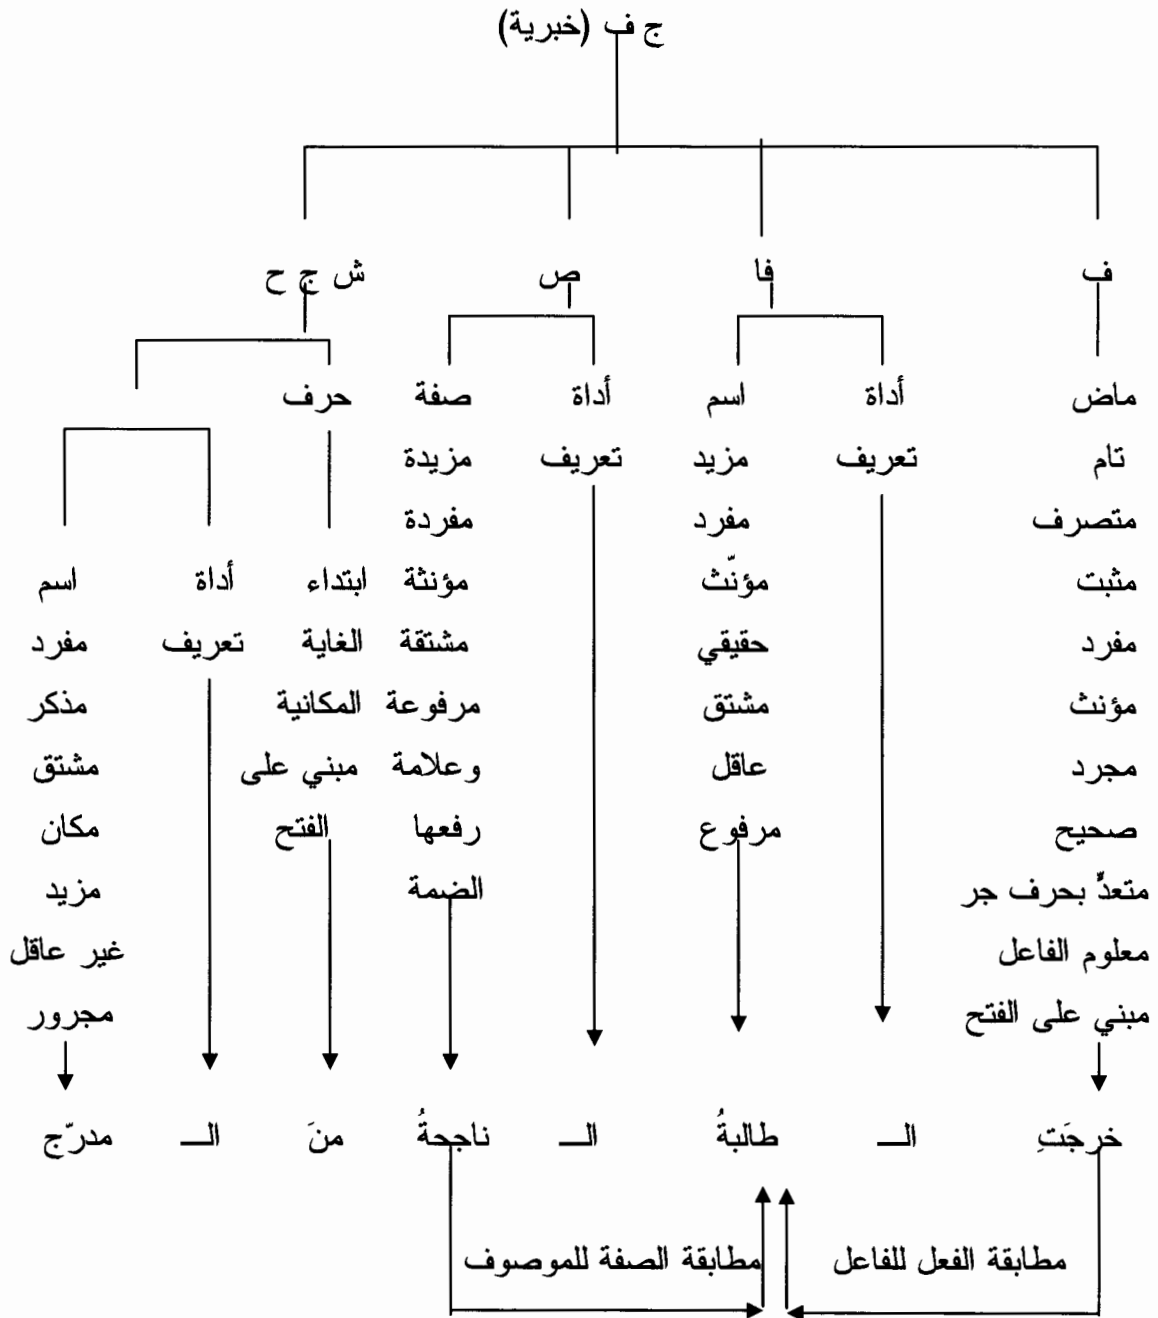 ج ف (خبرية)
ف فا ص ش ج ح
ماض أداة اسم أداة صفة حرف
تام تعريف مزيد تعريف مزيدة
متصرف مفرد مفردة
مثبت مؤنّث مؤنثة ابتداء أداة اسم
مفرد حقيقي مشتقة الغاية تعريف مفرد
مؤنث مشتق مرفوعة المكانية مذكر
مجرد عاقل وعلامة مبني على مشتق
صحيح مرفوع رفعها الفتح مكان
متعدٍّ بحرف جر الضمة مزيد
معلوم الفاعل غير عاقل
مبني على الفتح مجرور
خرجَتِ الـ طالبةُ الـ ناجحةُ منَ الـ مدرّج
مطابقة الفعل للفاعل مطابقة الصفة للموصوف